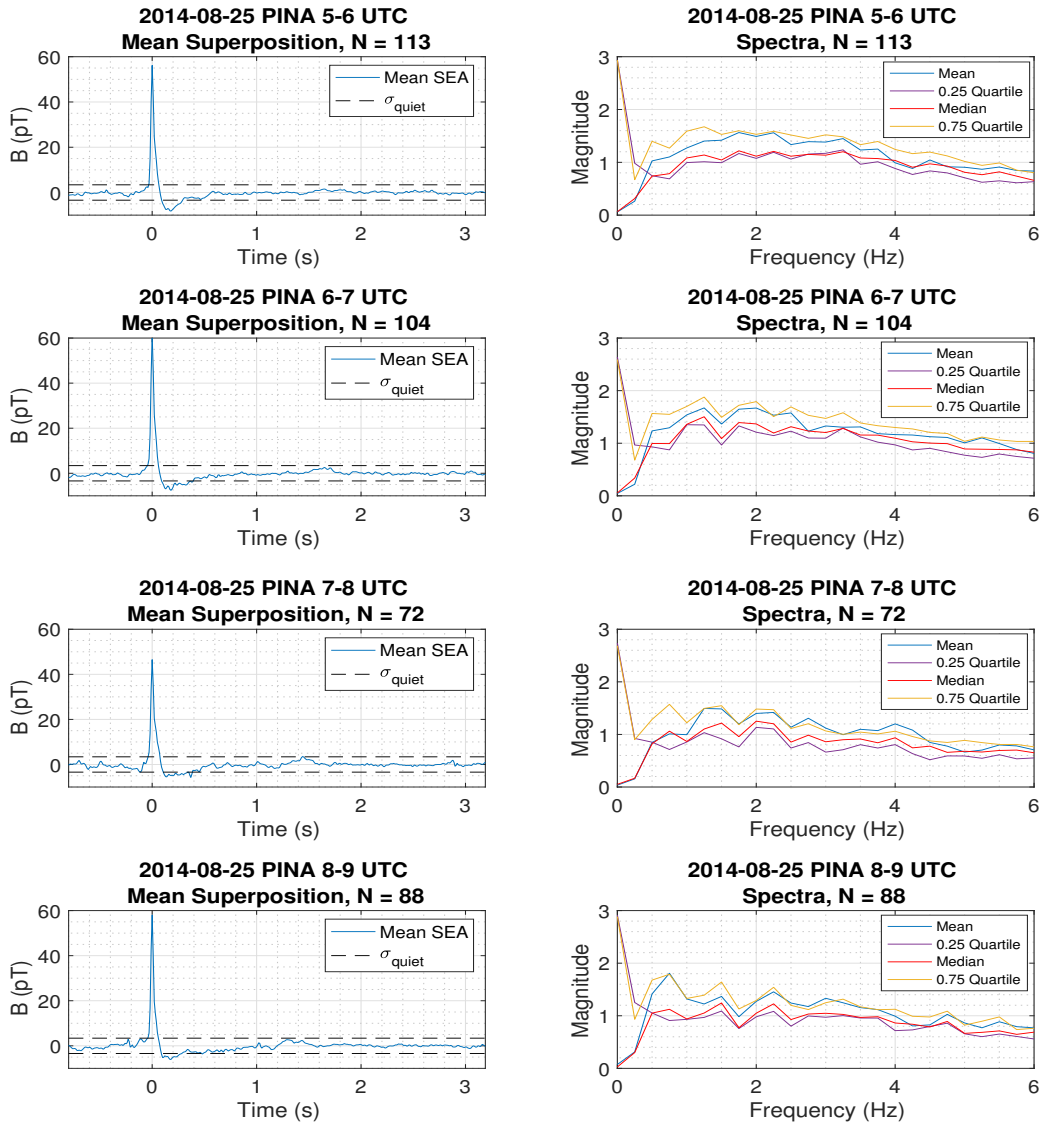 2014-08-25 PINA 5-6 UTC
Mean Superposition, N = 113
B (pT)
60
40
20
0
Mean SEA
σquiet
0 1 2 3
Time (s)
2014-08-25 PINA 5-6 UTC
Spectra, N = 113
Magnitude
3
2
1
0
Mean
0.25 Quartile
Median
0.75 Quartile
0 2 4 6
Frequency (Hz)
2014-08-25 PINA 6-7 UTC
Mean Superposition, N = 104
B (pT)
60
40
20
0
Mean SEA
σquiet
0 1 2 3
Time (s)
2014-08-25 PINA 6-7 UTC
Spectra, N = 104
Magnitude
3
2
1
0
Mean
0.25 Quartile
Median
0.75 Quartile
0 2 4 6
Frequency (Hz)
2014-08-25 PINA 7-8 UTC
Mean Superposition, N = 72
B (pT)
60
40
20
0
Mean SEA
σquiet
0 1 2 3
Time (s)
2014-08-25 PINA 7-8 UTC
Spectra, N = 72
Magnitude
3
2
1
0
Mean
0.25 Quartile
Median
0.75 Quartile
0 2 4 6
Frequency (Hz)
2014-08-25 PINA 8-9 UTC
Mean Superposition, N = 88
B (pT)
60
40
20
0
Mean SEA
σquiet
0 1 2 3
Time (s)
2014-08-25 PINA 8-9 UTC
Spectra, N = 88
Magnitude
3
2
1
0
Mean
0.25 Quartile
Median
0.75 Quartile
0 2 4 6
Frequency (Hz)